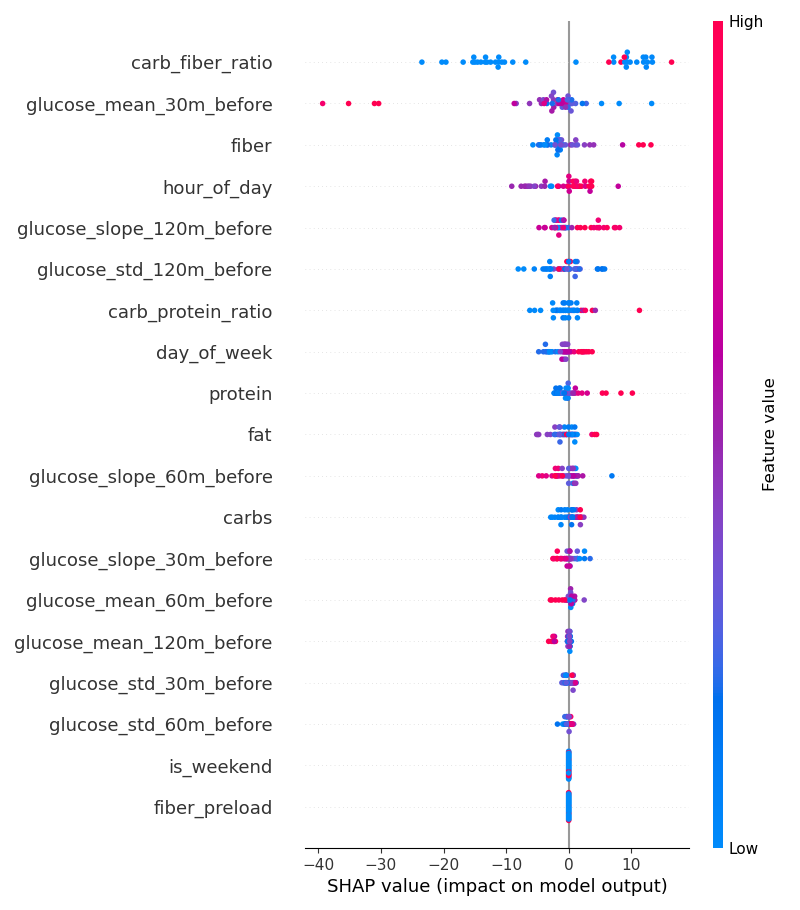 High
carb_fiber_ratio
glucose_mean_30m_before
fiber
hour_of_day
glucose_slope_120m_before
glucose_std_120m_before
carb_protein_ratio
day_of_week
protein
fat
glucose_slope_60m_before
carbs
glucose_slope_30m_before
glucose_mean_60m_before
glucose_mean_120m_before
glucose_std_30m_before
glucose_std_60m_before
is_weekend
fiber_preload
Feature value
Low
−40 −30 −20 −10 0 10
SHAP value (impact on model output)